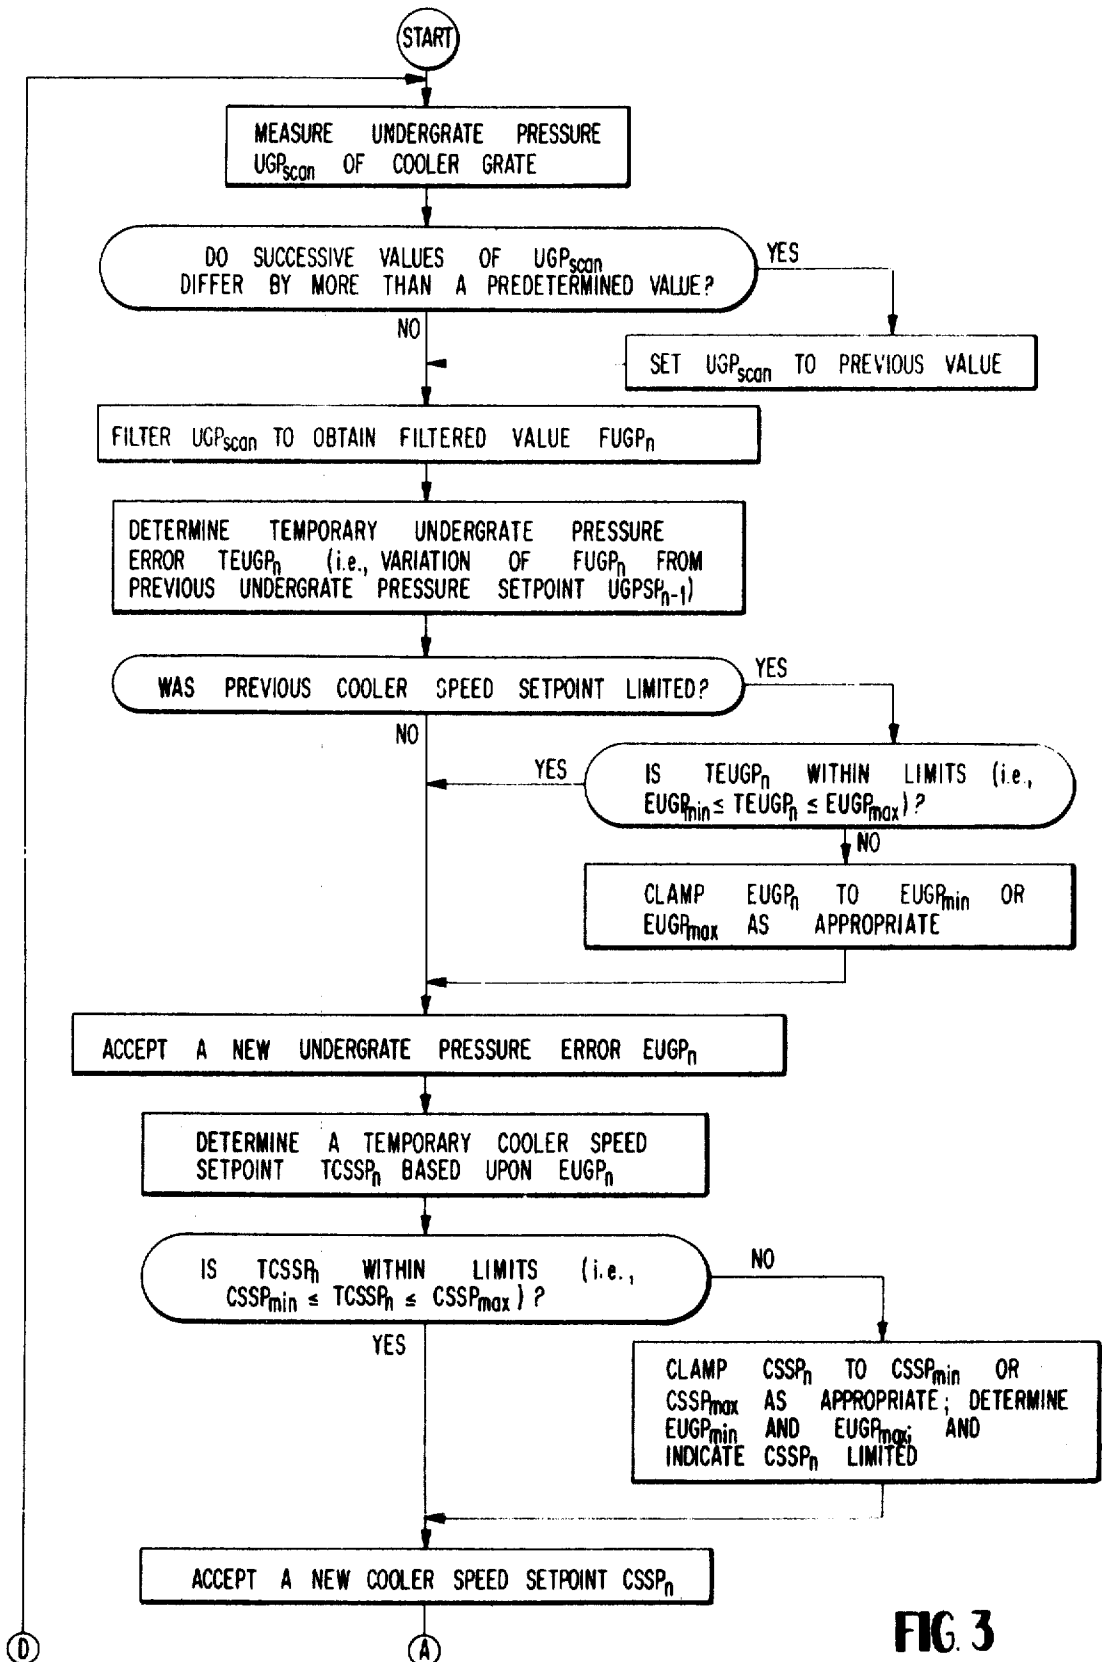 START
MEASURE UNDERGRATE PRESSURE
UGPscan OF COOLER GRATE
DO SUCCESSIVE VALUES OF UGPscan
DIFFER BY MORE THAN A PREDETERMINED VALUE?
YES
NO
SET UGPscan TO PREVIOUS VALUE
FILTER UGPscan TO OBTAIN FILTERED VALUE FUGPn
DETERMINE TEMPORARY UNDERGRATE PRESSURE
ERROR TEUGPn (i.e., VARIATION OF FUGPn FROM
PREVIOUS UNDERGRATE PRESSURE SETPOINT UGPSPn-1)
WAS PREVIOUS COOLER SPEED SETPOINT LIMITED?
YES
NO
YES
IS TEUGPn WITHIN LIMITS (i.e.,
EUGPmin ≤ TEUGPn ≤ EUGPmax)?
NO
CLAMP EUGPn TO EUGPmin OR
EUGPmax AS APPROPRIATE
ACCEPT A NEW UNDERGRATE PRESSURE ERROR EUGPn
DETERMINE A TEMPORARY COOLER SPEED
SETPOINT TCSSPn BASED UPON EUGPn
IS TCSSPn WITHIN LIMITS (i.e.,
CSSPmin ≤ TCSSPn ≤ CSSPmax)?
NO
YES
CLAMP CSSPn TO CSSPmin OR
CSSPmax AS APPROPRIATE; DETERMINE
EUGPmin AND EUGPmax; AND
INDICATE CSSPn LIMITED
ACCEPT A NEW COOLER SPEED SETPOINT CSSPn
D
A
FIG. 3